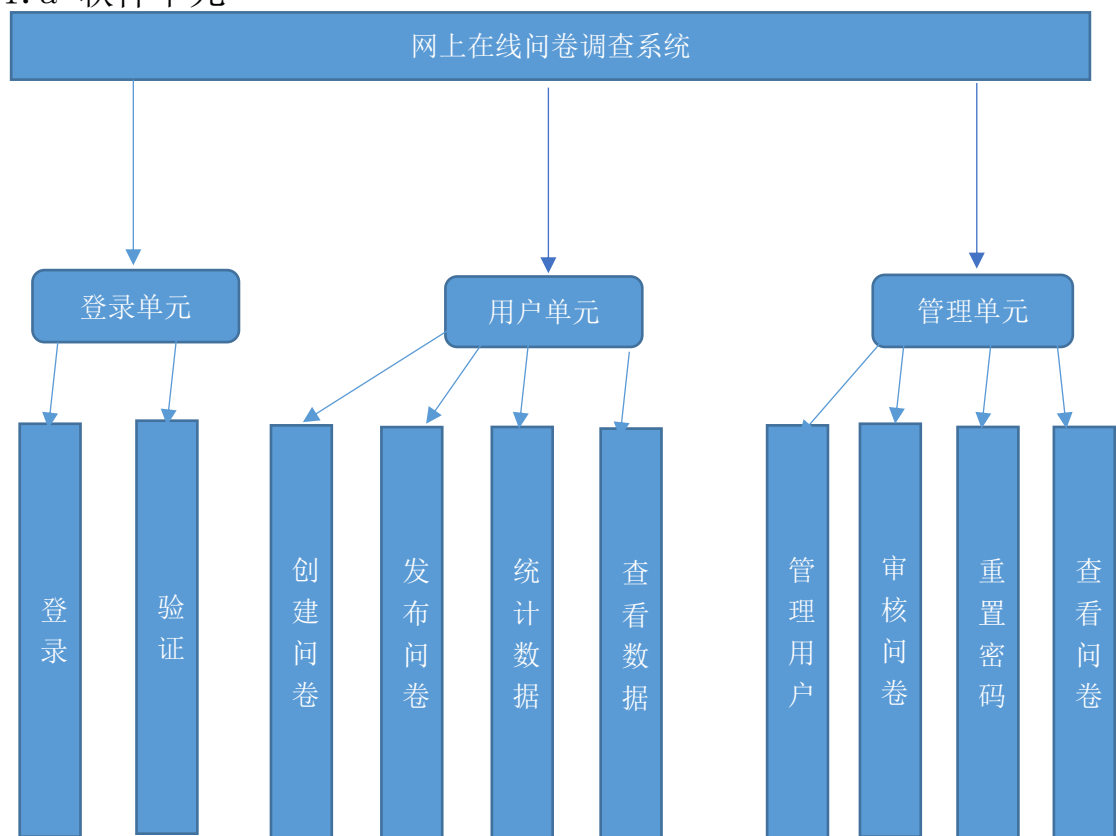 网上在线问卷调查系统
登录单元
用户单元
管理单元
登录
验证
创建问卷
发布问卷
统计数据
查看数据
管理用户
审核问卷
重置密码
查看问卷